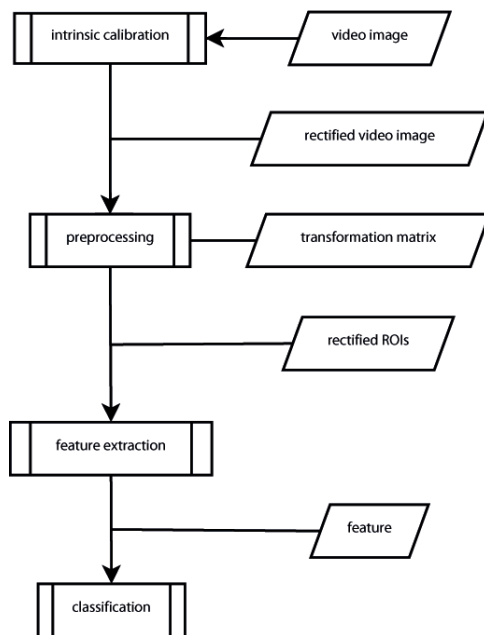 intrinsic calibration
video image
rectified video image
preprocessing
transformation matrix
rectified ROIs
feature extraction
feature
classification